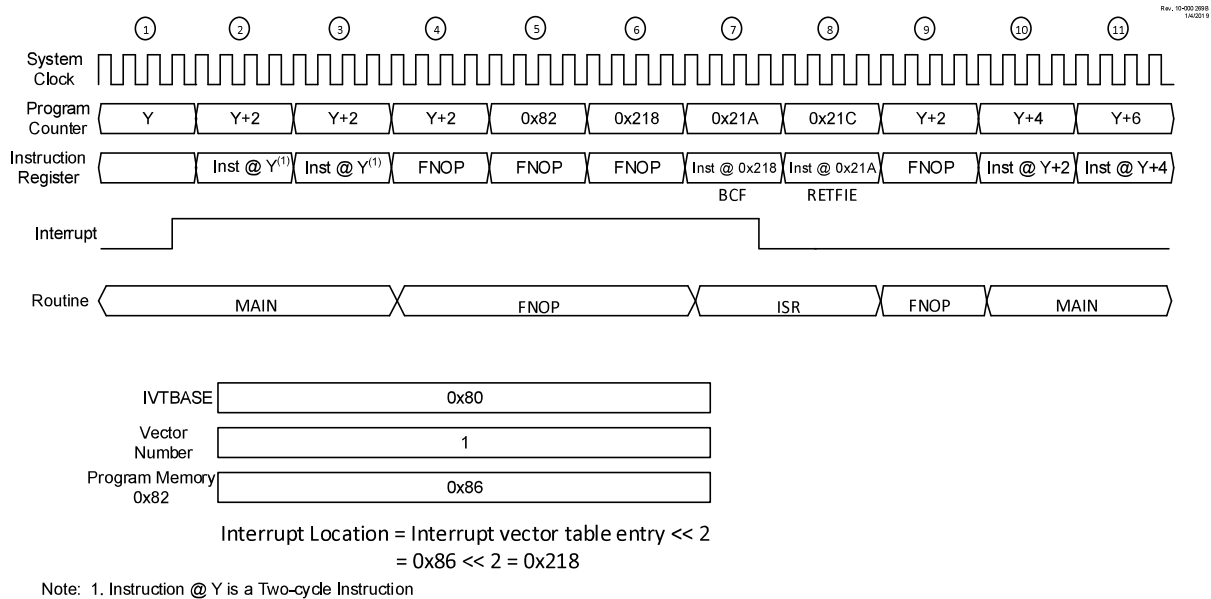 Rev. 10-000 269B
1/4/2019
1 2 3 4 5 6 7 8 9 10 11
System
Clock
Program
Counter
Y Y+2 Y+2 Y+2 0x82 0x218 0x21A 0x21C Y+2 Y+4 Y+6
Instruction
Register
Inst @ Y(1) Inst @ Y(1) FNOP FNOP FNOP Inst @ 0x218 Inst @ 0x21A FNOP Inst @ Y+2 Inst @ Y+4
BCF RETFIE
Interrupt
Routine MAIN FNOP ISR FNOP MAIN
IVTBASE 0x80
Vector
Number
1
Program Memory
0x82
0x86
Interrupt Location = Interrupt vector table entry << 2
= 0x86 << 2 = 0x218
Note: 1. Instruction @ Y is a Two-cycle Instruction